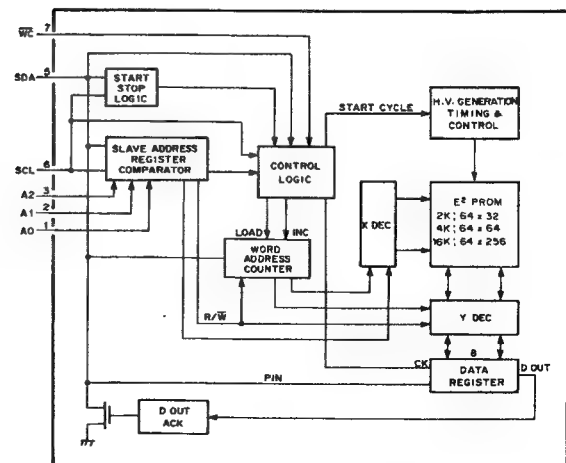 WC 7
SDA 5
START
STOP
LOGIC
START CYCLE
H.V. GENERATION
TIMING &
CONTROL
SCL 6
SLAVE ADDRESS
REGISTER
COMPARATOR
CONTROL
LOGIC
A2 3
A1 2
A0 1
LOAD
INC
WORD
ADDRESS
COUNTER
X DEC
E² PROM
2K; 64 x 32
4K; 64 x 64
16K; 64 x 256
R/W
Y DEC
8
CK
DATA
REGISTER
D OUT
PIN
D OUT
ACK